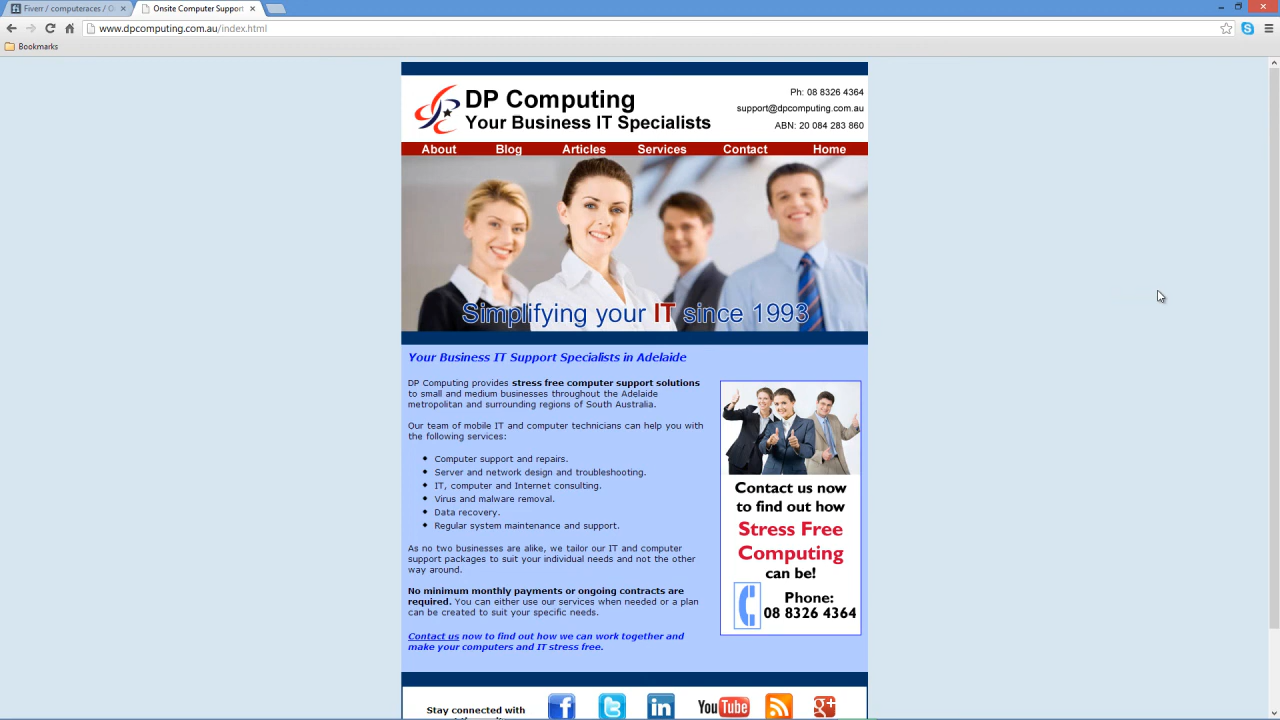 Fiverr / computeraces / O
Onsite Computer Support
www.dpcomputing.com.au/index.html
Bookmarks
DP Computing
Your Business IT Specialists
Ph: 08 8326 4364
support@dpcomputing.com.au
ABN: 20 084 283 860
About Blog Articles Services Contact Home
Simplifying your IT since 1993
Your Business IT Support Specialists in Adelaide
DP Computing provides stress free computer support solutions
to small and medium businesses throughout the Adelaide
metropolitan and surrounding regions of South Australia.
Our team of mobile IT and computer technicians can help you with
the following services:
Computer support and repairs.
Server and network design and troubleshooting.
IT, computer and Internet consulting.
Virus and malware removal.
Data recovery.
Regular system maintenance and support.
As no two businesses are alike, we tailor our IT and computer
support packages to suit your individual needs and not the other
way around.
No minimum monthly payments or ongoing contracts are
required. You can either use our services when needed or a plan
can be created to suit your specific needs.
Contact us now to find out how we can work together and
make your computers and IT stress free.
Contact us now
to find out how
Stress Free
Computing
can be!
Phone:
08 8326 4364
Stay connected with
You Tube